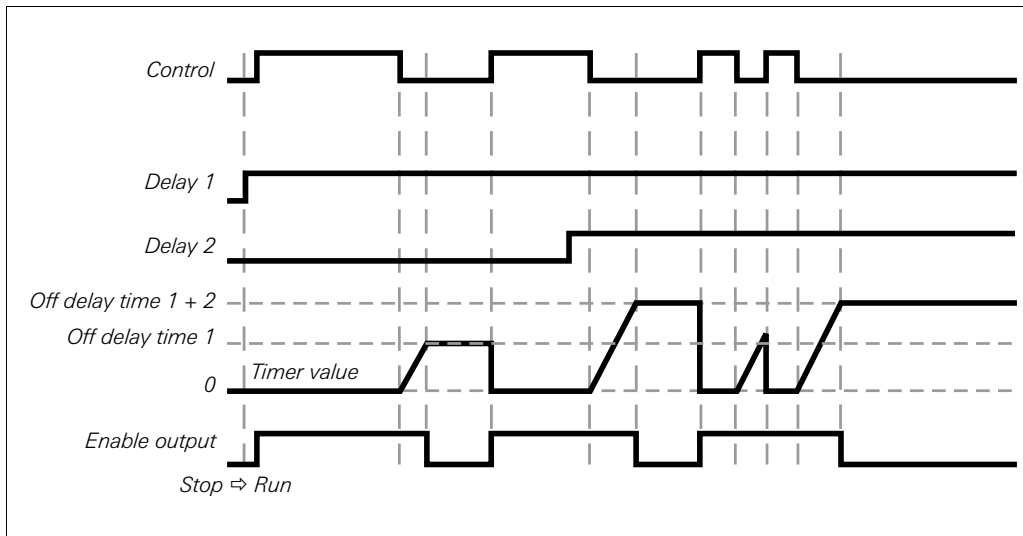 Control
Delay 1
Delay 2
Off delay time 1 + 2
Off delay time 1
Timer value
0
Enable output
Stop ⇨ Run